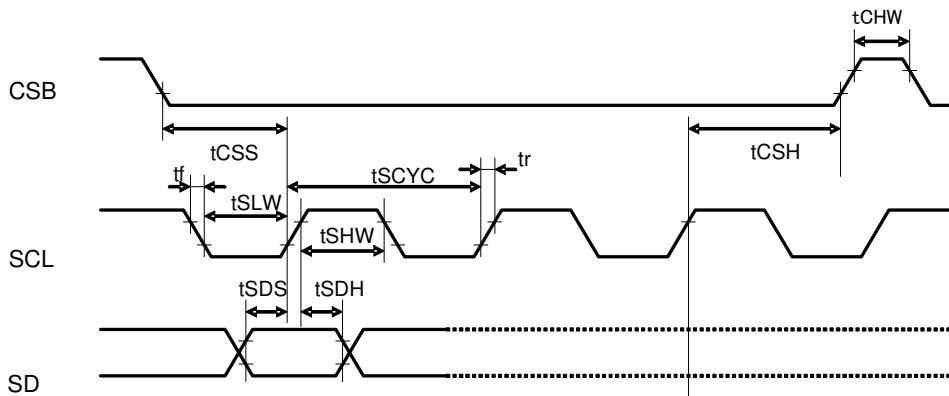 tCHW
CSB
tCSS
tCSH
tf
tSCYC
tr
tSLW
tSHW
SCL
tSDS
tSDH
SD